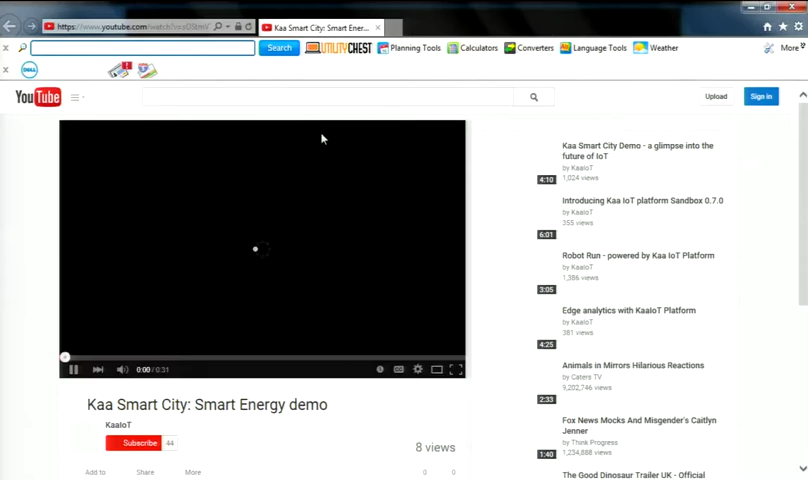 https://www.youtube.com/watch?v=
Kaa Smart City: Smart Ener...
Search
UTILITYCHEST
Planning Tools
Calculators
Converters
Language Tools
Weather
More
DELL
YouTube
Upload
Sign in
Kaa Smart City Demo - a glimpse into the
future of IoT
by KaaIoT
1,024 views
4:10
Introducing Kaa IoT platform Sandbox 0.7.0
by KaaIoT
355 views
6:01
Robot Run - powered by Kaa IoT Platform
by KaaIoT
1,386 views
3:05
Edge analytics with KaaIoT Platform
by KaaIoT
381 views
4:25
Animals in Mirrors Hilarious Reactions
by Caters TV
9,202,746 views
2:33
Fox News Mocks And Misgender's Caitlyn
Jenner
by Think Progress
1,234,888 views
1:40
The Good Dinosaur Trailer UK - Official
0:00 / 0:31
CC
Kaa Smart City: Smart Energy demo
KaaIoT
Subscribe 44
8 views
Add to
Share
More
0 0